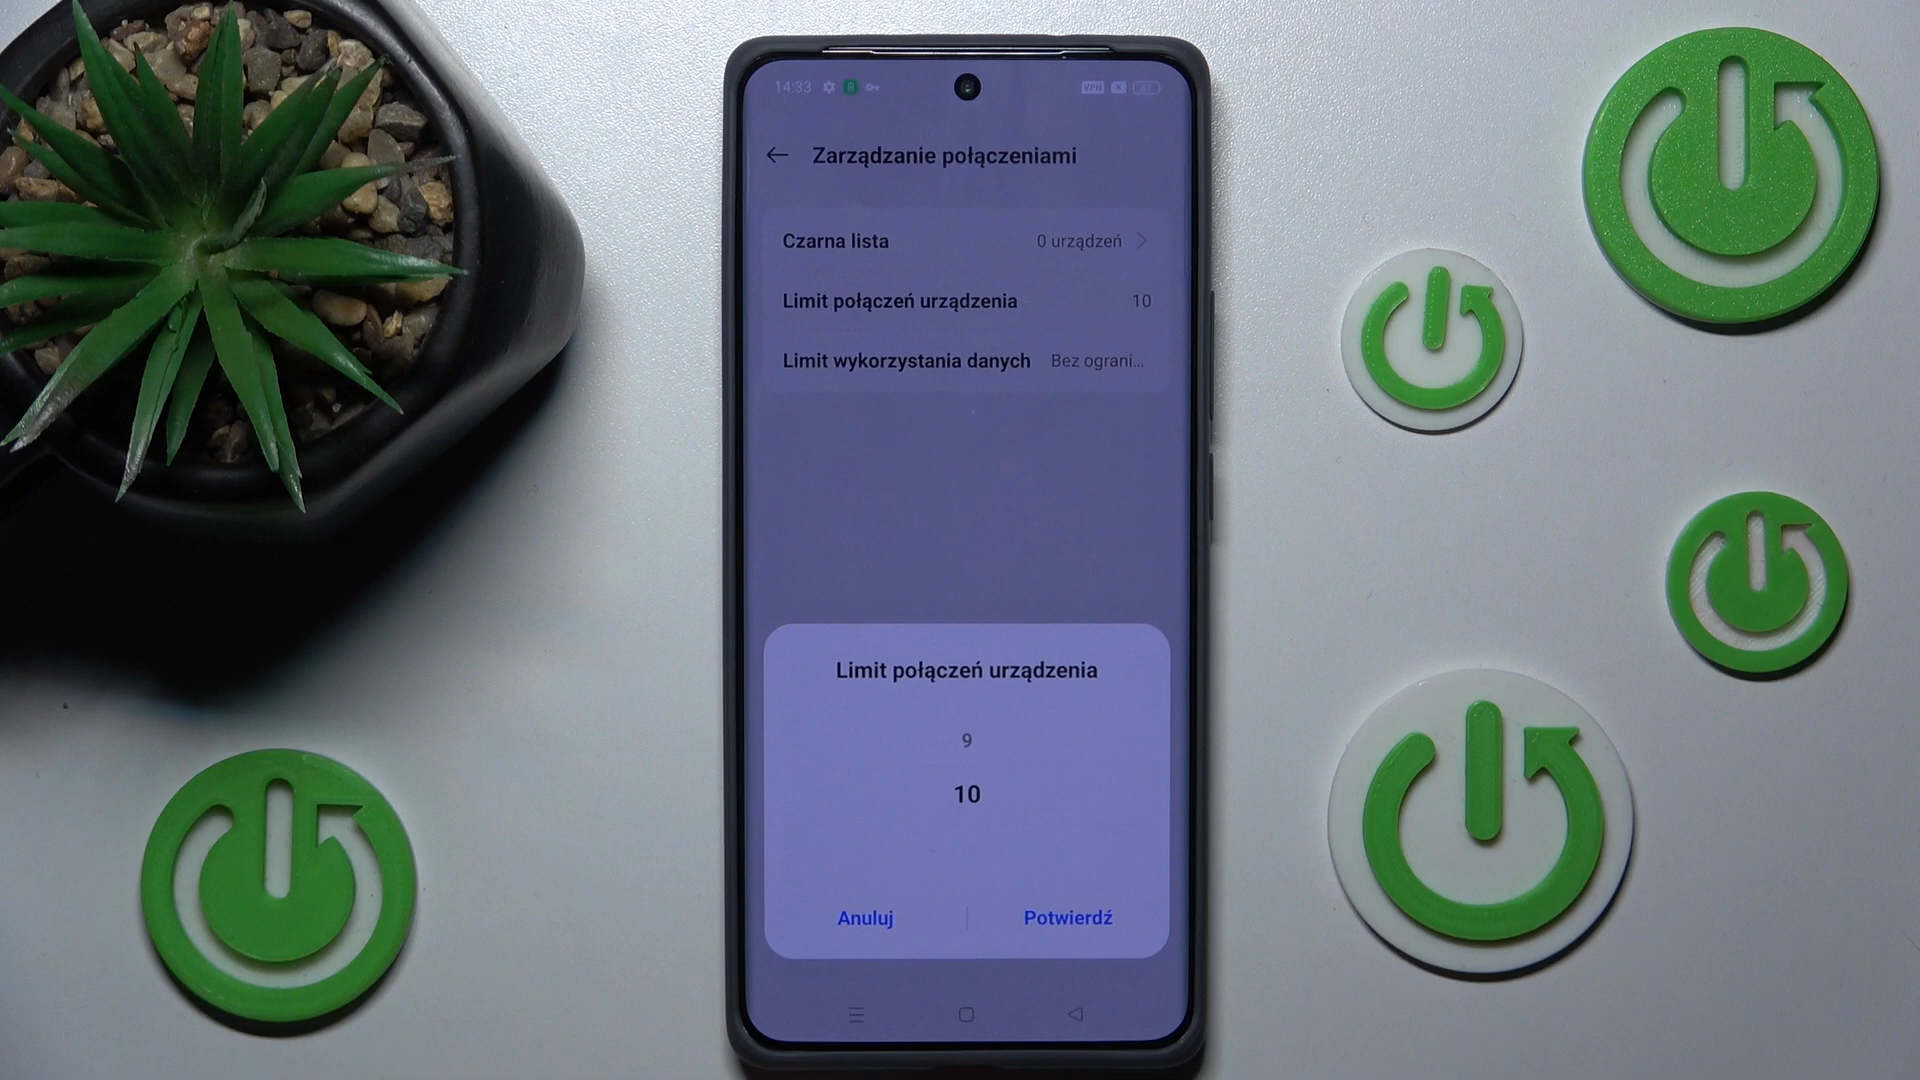 14:33 VPN
Zarządzanie połączeniami
Czarna lista 0 urządzeń
Limit połączeń urządzenia 10
Limit wykorzystania danych Bez ograni...
Limit połączeń urządzenia
9
10
Anuluj Potwierdź